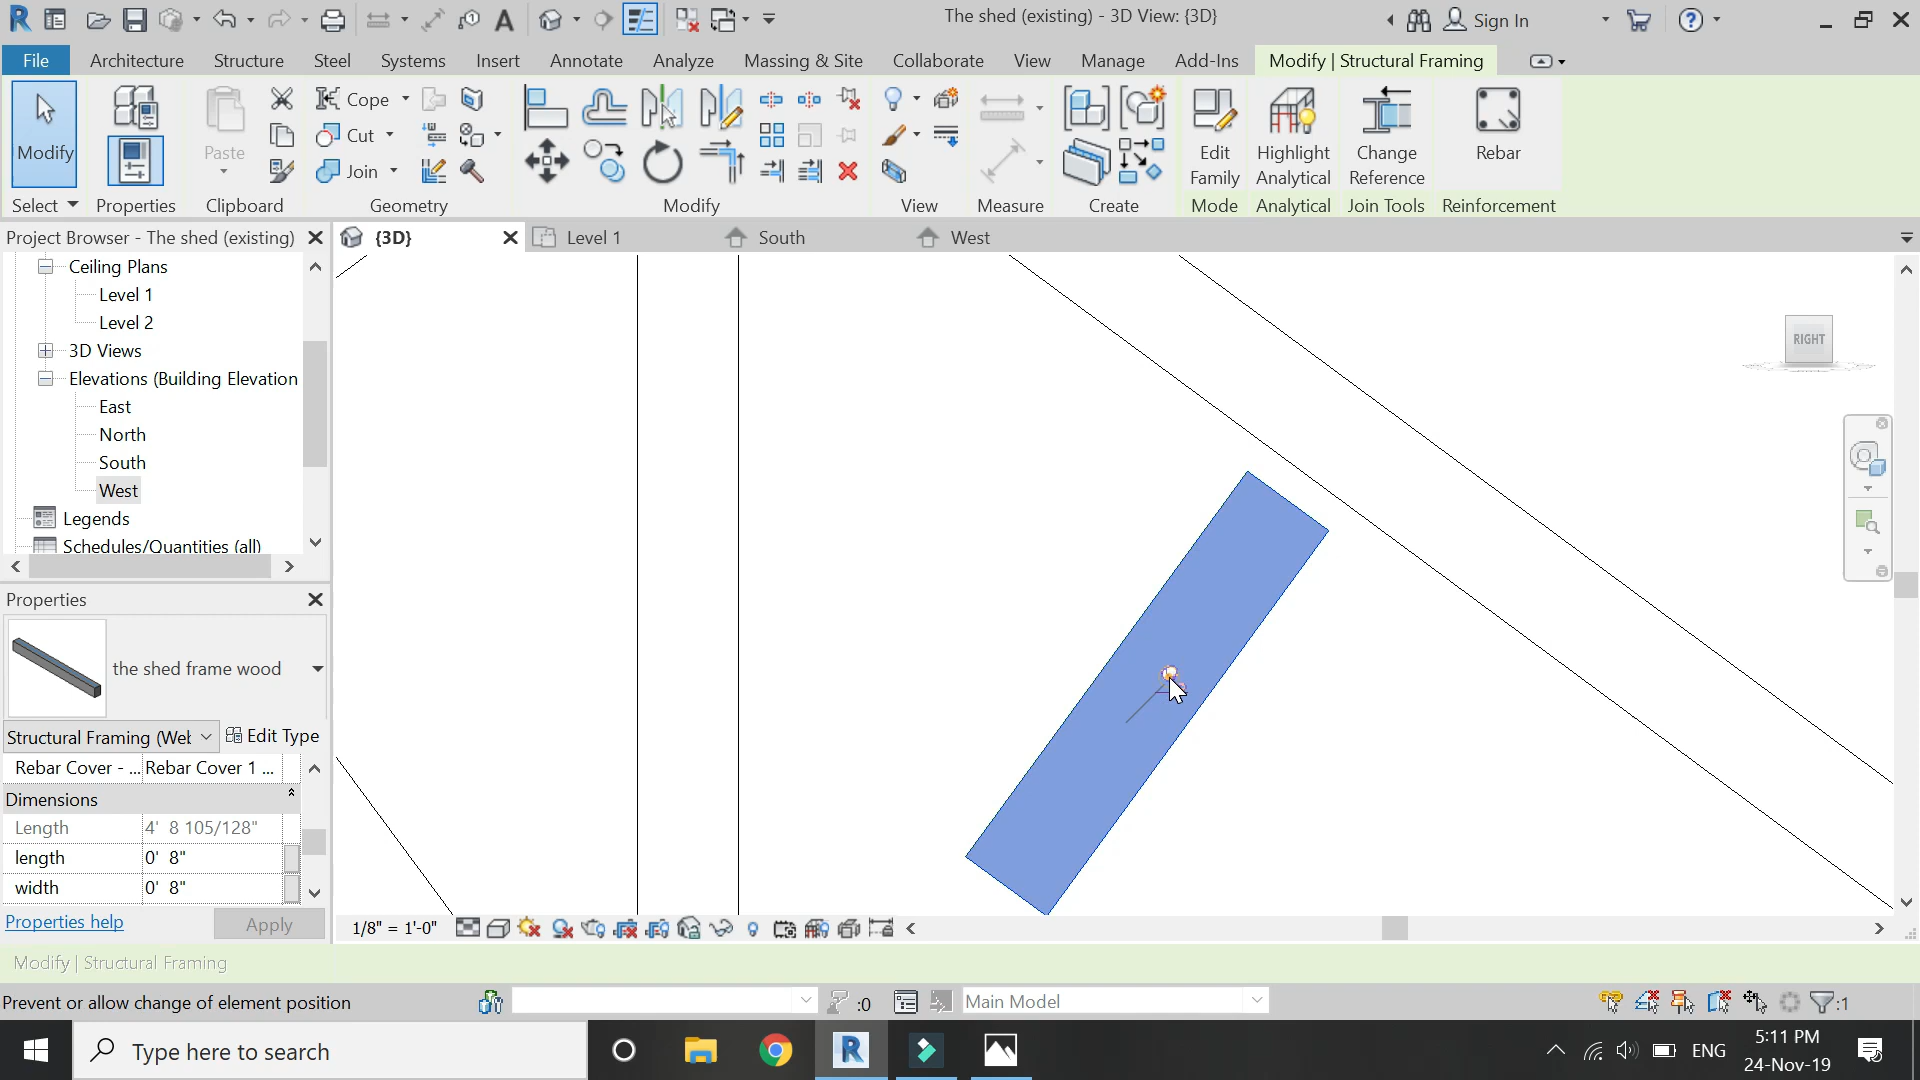 The shed (existing) - 3D View: {3D}
Sign In
File Architecture Structure Steel Systems Insert Annotate Analyze Massing & Site Collaborate View Manage Add-Ins Modify | Structural Framing
Modify
Paste
Cope
Cut
Join
Edit Family
Highlight Analytical
Change Reference
Rebar
Select Properties Clipboard Geometry Modify View Measure Create Mode Analytical Join Tools Reinforcement
Project Browser - The shed (existing)
{3D} Level 1 South West
Ceiling Plans
Level 1
Level 2
3D Views
Elevations (Building Elevation
East
North
South
West
Legends
Schedules/Quantities (all)
RIGHT
Properties
the shed frame wood
Structural Framing (Wel Edit Type
Rebar Cover - ... Rebar Cover 1 ...
Dimensions
Length 4' 8 105/128"
length 0' 8"
width 0' 8"
Properties help Apply
1/8" = 1'-0"
Modify | Structural Framing
Prevent or allow change of element position
:0
Main Model
:1
Type here to search
ENG
5:11 PM
24-Nov-19